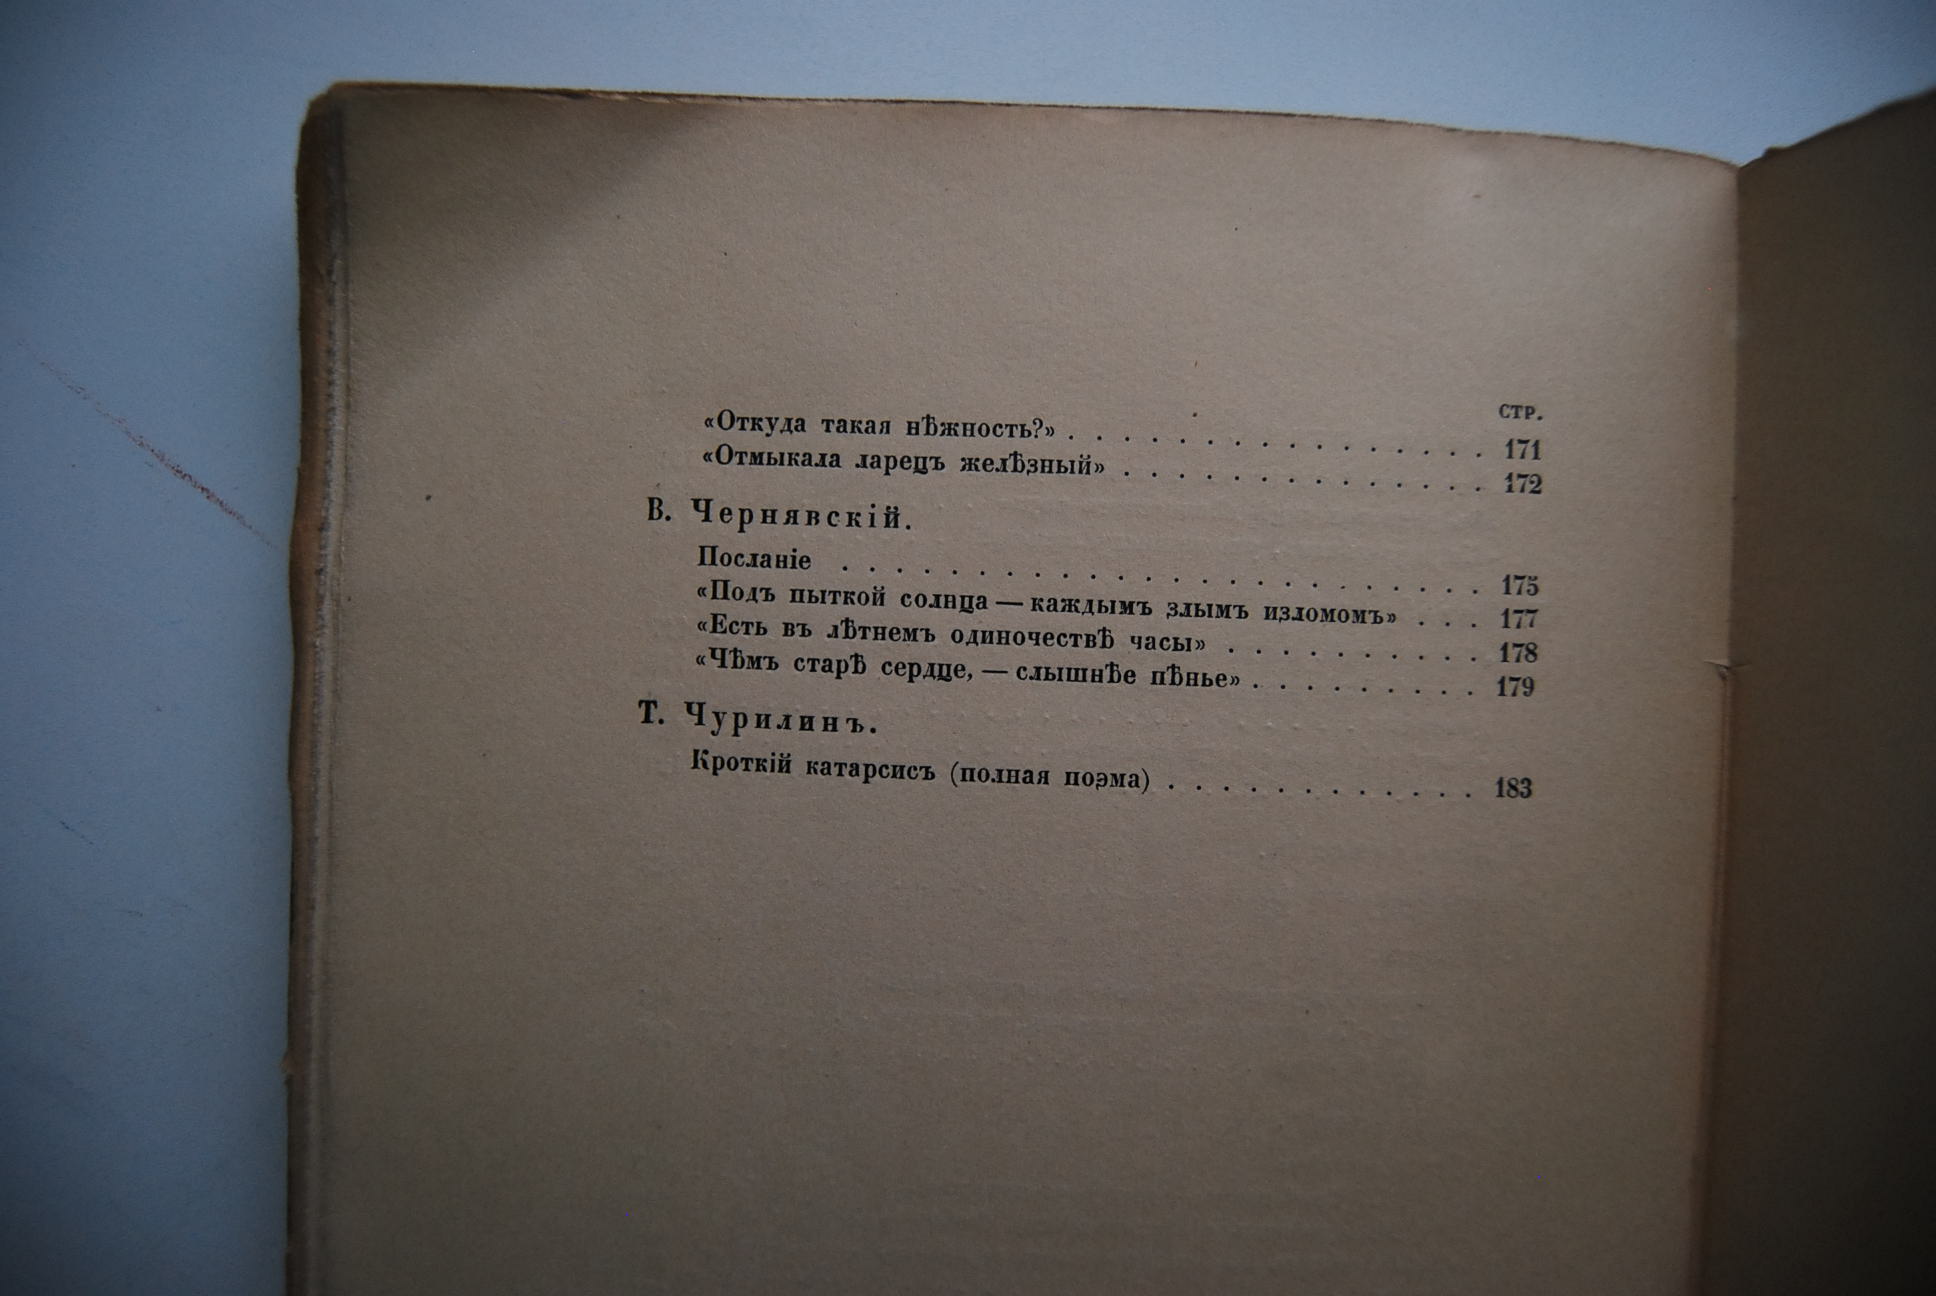 СТР.
«Откуда такая нѣжность?» . . . . . . . . . . . . . . . . 171
«Отмыкала ларецъ желѣзный» . . . . . . . . . . . . . . 172
В. Чернявскій.
Посланіе . . . . . . . . . . . . . . . . . . . . . . . . 175
«Подъ пыткой солнца — каждымъ злымъ изломомъ» . . . 177
«Есть въ лѣтнемъ одиночествѣ часы» . . . . . . . . . . 178
«Чѣмъ старѣ сердце, — слышнѣе пѣнье» . . . . . . . . . 179
Т. Чурилинъ.
Кроткій катарсисъ (полная поэма) . . . . . . . . . . . . 183